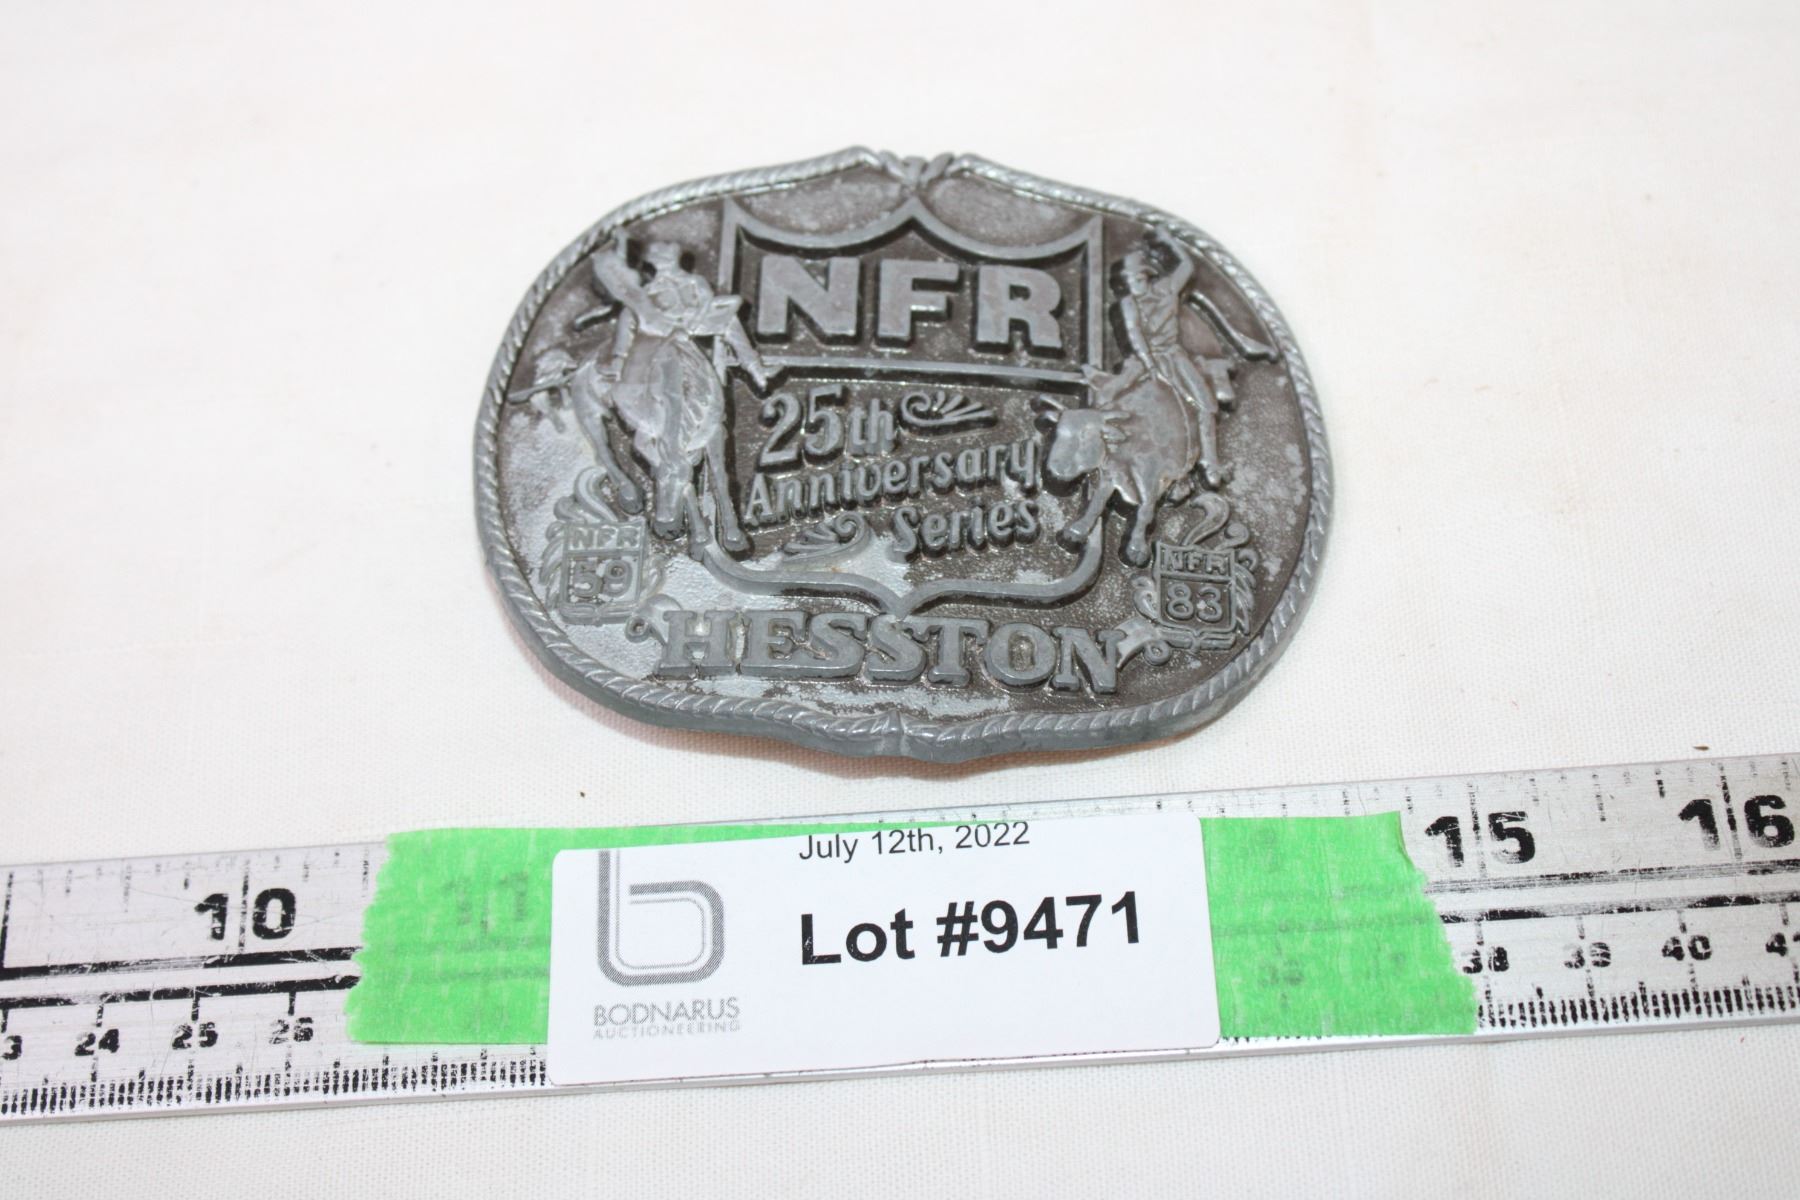 NFR
25th
Anniversary
Series
NFR
59
NFR
83
HESSTON
July 12th, 2022
Lot #9471
BODNARUS
AUCTIONEERING
10
11
15
16
24
25
26
38
39
40